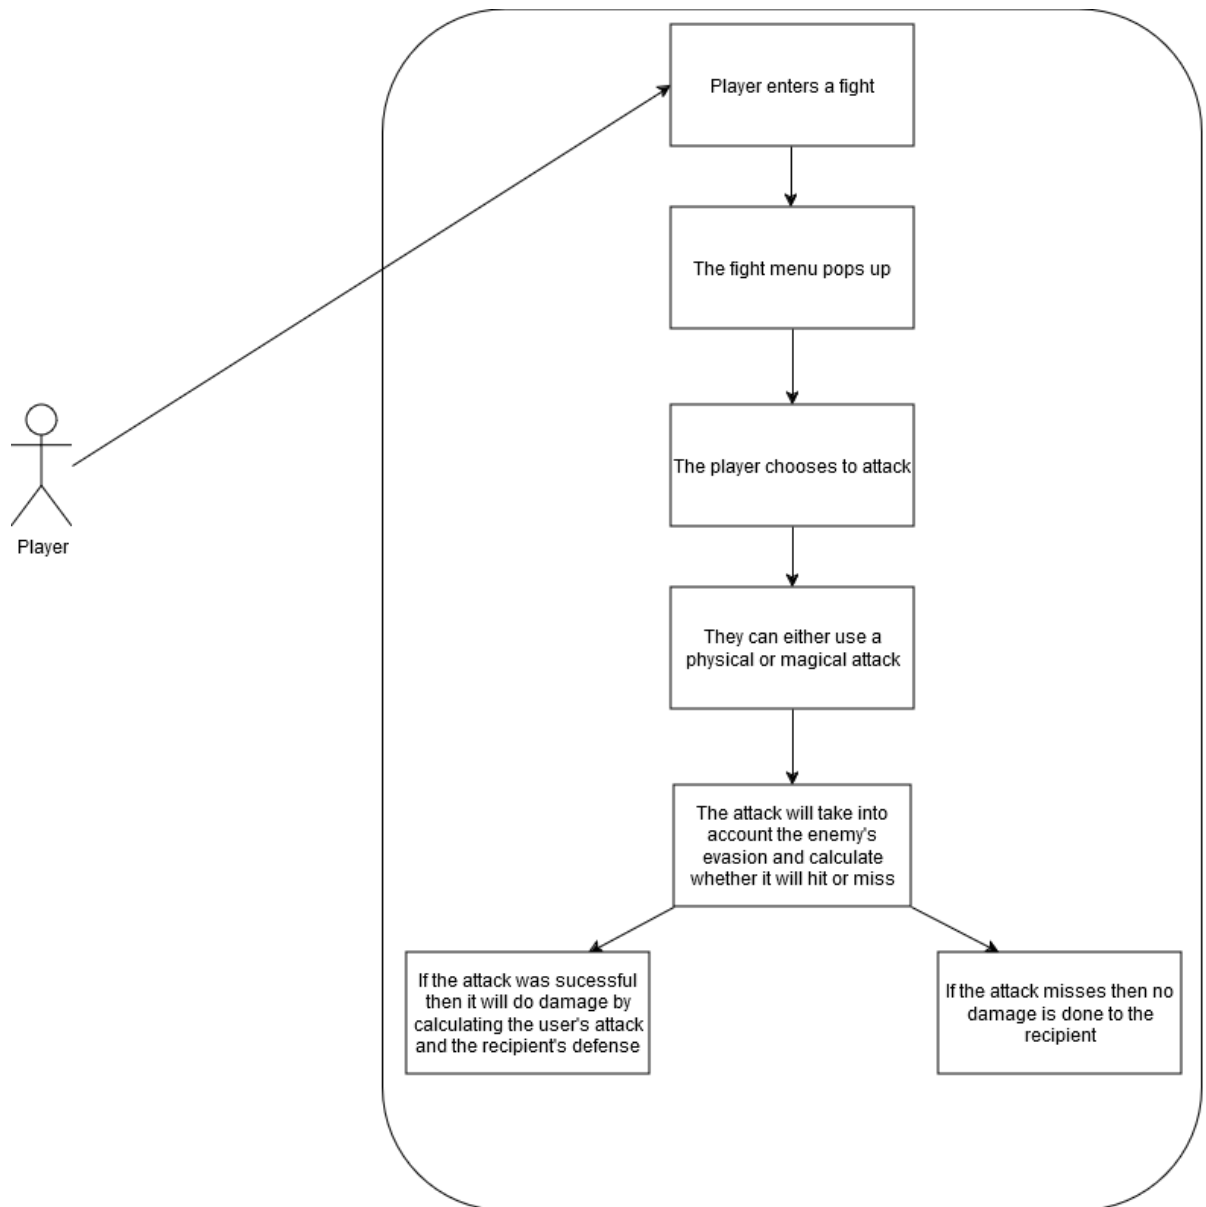 Player enters a fight
The fight menu pops up
The player chooses to attack
Player
They can either use a
physical or magical attack
The attack will take into
account the enemy's
evasion and calculate
whether it will hit or miss
If the attack was sucessful
then it will do damage by
calculating the user's attack
and the recipient's defense
If the attack misses then no
damage is done to the
recipient